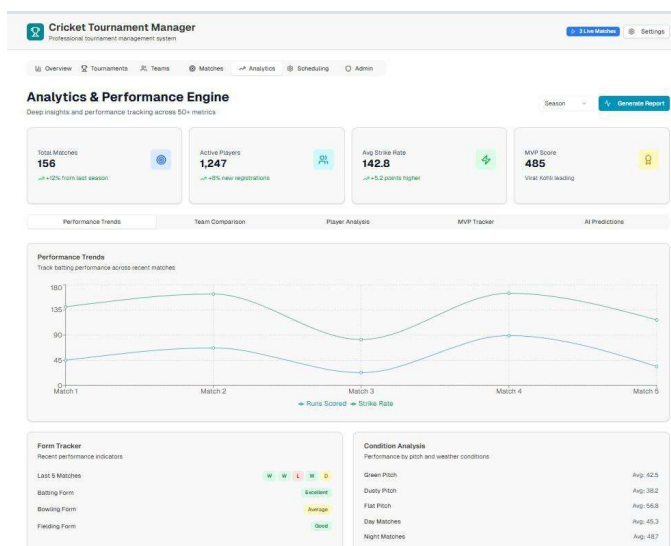 Cricket Tournament Manager
Professional tournament management system
3 Live Matches
Settings
Overview Tournaments Teams Matches Analytics Scheduling Admin
Analytics & Performance Engine
Deep insights and performance tracking across 50+ metrics
Season
Generate Report
Total Matches
156
+12% from last season
Active Players
1,247
+8% new registrations
Avg Strike Rate
142.8
+5.2 points higher
MVP Score
485
Virat Kohli leading
Performance Trends Team Comparison Player Analysis MVP Tracker AI Predictions
Performance Trends
Track batting performance across recent matches
180
135
90
45
0
Match 1 Match 2 Match 3 Match 4 Match 5
Runs Scored Strike Rate
Form Tracker
Recent performance indicators
Last 5 Matches W W L W D
Batting Form Excellent
Bowling Form Average
Fielding Form Good
Condition Analysis
Performance by pitch and weather conditions
Green Pitch Avg: 42.5
Dusty Pitch Avg: 38.2
Flat Pitch Avg: 56.8
Day Matches Avg: 45.3
Night Matches Avg: 48.7